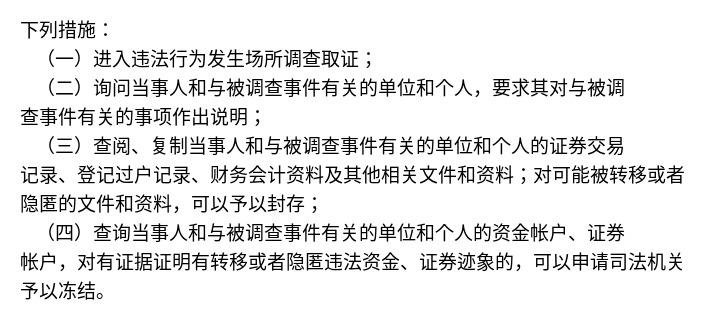 下列措施：
（一）进入违法行为发生场所调查取证；
（二）询问当事人和与被调查事件有关的单位和个人，要求其对与被调
查事件有关的事项作出说明；
（三）查阅、复制当事人和与被调查事件有关的单位和个人的证券交易
记录、登记过户记录、财务会计资料及其他相关文件和资料；对可能被转移或者
隐匿的文件和资料，可以予以封存；
（四）查询当事人和与被调查事件有关的单位和个人的资金帐户、证券
帐户，对有证据证明有转移或者隐匿违法资金、证券迹象的，可以申请司法机关
予以冻结。